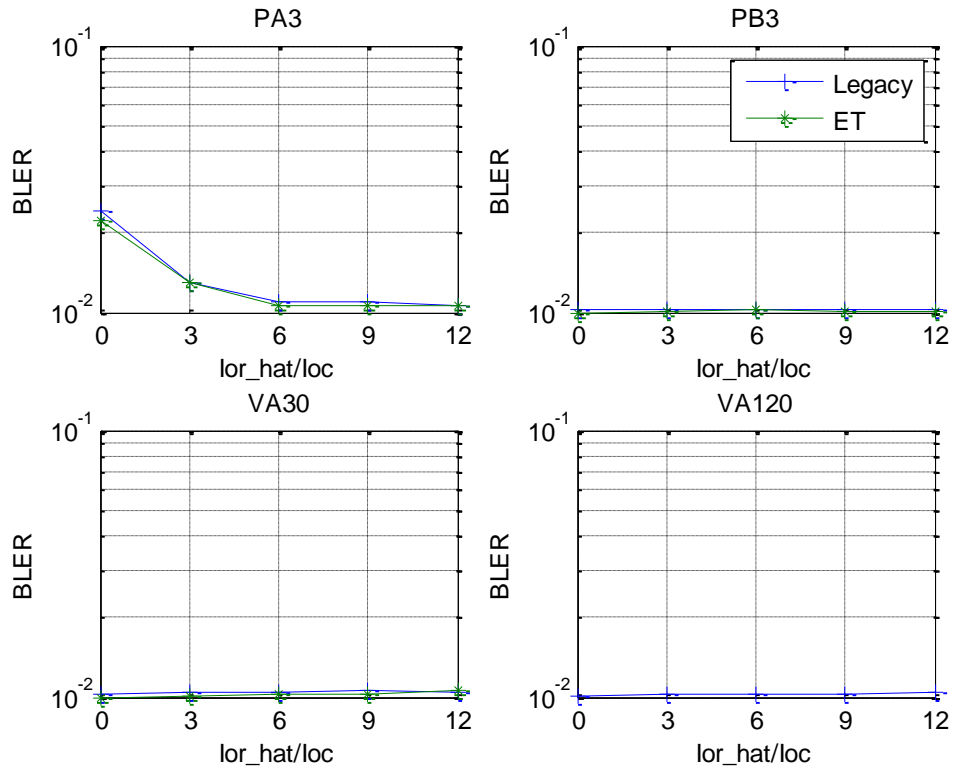 PA3
10^-1
10^-2
BLER
0 3 6 9 12
Ior_hat/Ioc
PB3
10^-1
10^-2
BLER
0 3 6 9 12
Ior_hat/Ioc
Legacy
ET
VA30
10^-1
10^-2
BLER
0 3 6 9 12
Ior_hat/Ioc
VA120
10^-1
10^-2
BLER
0 3 6 9 12
Ior_hat/Ioc